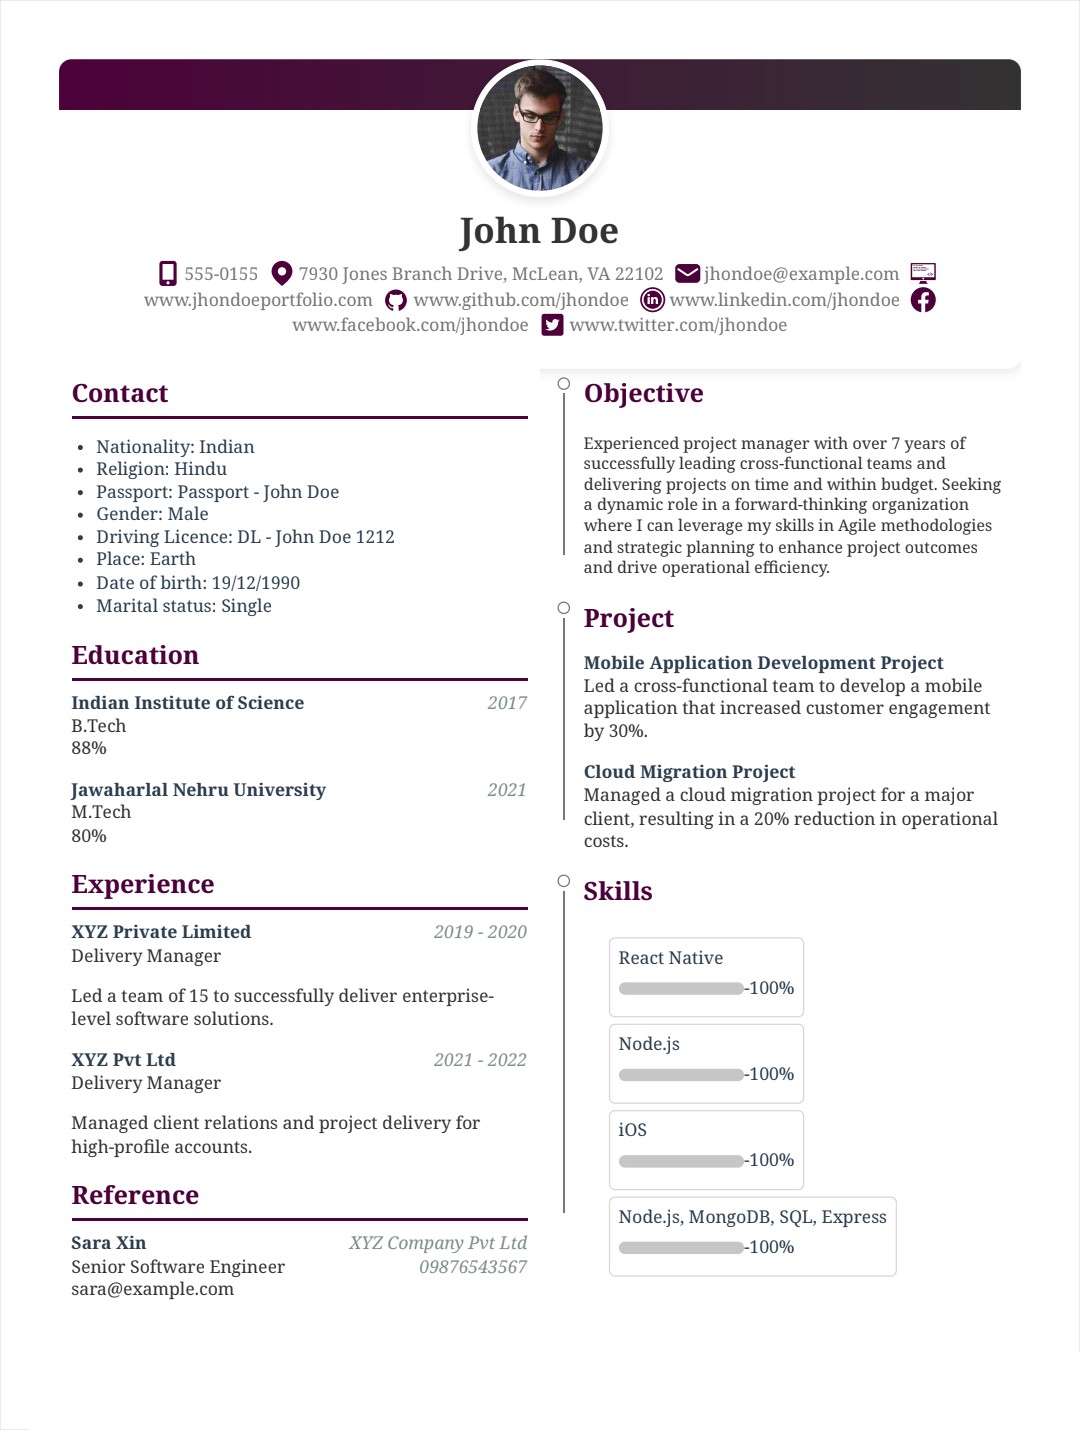 John Doe
555-0155 7930 Jones Branch Drive, McLean, VA 22102 jhondoe@example.com
www.jhondoeportfolio.com www.github.com/jhondoe www.linkedin.com/jhondoe
www.facebook.com/jhondoe www.twitter.com/jhondoe
Contact
• Nationality: Indian
• Religion: Hindu
• Passport: Passport - John Doe
• Gender: Male
• Driving Licence: DL - John Doe 1212
• Place: Earth
• Date of birth: 19/12/1990
• Marital status: Single
Education
Indian Institute of Science 2017
B.Tech
88%
Jawaharlal Nehru University 2021
M.Tech
80%
Experience
XYZ Private Limited 2019 - 2020
Delivery Manager
Led a team of 15 to successfully deliver enterprise-
level software solutions.
XYZ Pvt Ltd 2021 - 2022
Delivery Manager
Managed client relations and project delivery for
high-profile accounts.
Reference
Sara Xin XYZ Company Pvt Ltd
Senior Software Engineer 09876543567
sara@example.com
Objective
Experienced project manager with over 7 years of
successfully leading cross-functional teams and
delivering projects on time and within budget. Seeking
a dynamic role in a forward-thinking organization
where I can leverage my skills in Agile methodologies
and strategic planning to enhance project outcomes
and drive operational efficiency.
Project
Mobile Application Development Project
Led a cross-functional team to develop a mobile
application that increased customer engagement
by 30%.
Cloud Migration Project
Managed a cloud migration project for a major
client, resulting in a 20% reduction in operational
costs.
Skills
React Native
-100%
Node.js
-100%
iOS
-100%
Node.js, MongoDB, SQL, Express
-100%